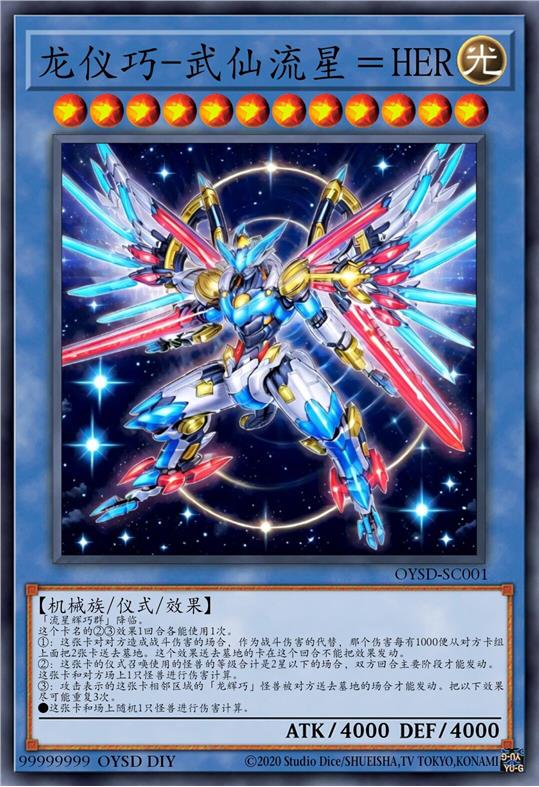 龙仪巧-武仙流星＝HER
光
OYSD-SC001
【机械族/仪式/效果】
「流星辉巧群」降临。
这个卡名的②③效果1回合各能使用1次。
①：这张卡对对方造成战斗伤害的场合，作为战斗伤害的代替，那个伤害每有1000便从对方卡组
上面把2张卡送去墓地。这个效果送去墓地的卡在这个回合不能把效果发动。
②：这张卡的仪式召唤使用的怪兽的等级合计是2星以下的场合，双方回合主要阶段才能发动。
这张卡和对方场上1只怪兽进行伤害计算。
③：攻击表示的这张卡相邻区域的「龙辉巧」怪兽被对方送去墓地的场合才能发动。把以下效果
尽可能重复3次。
●这张卡和场上随机1只怪兽进行伤害计算。
ATK/4000 DEF/4000
99999999 OYSD DIY
©2020 Studio Dice/SHUEISHA,TV TOKYO,KONAMI